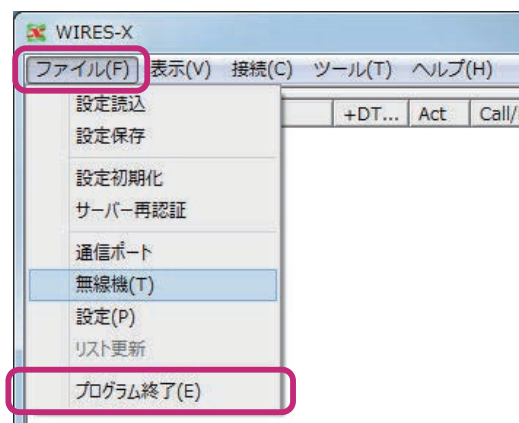 WIRES-X
ファイル(F) 表示(V) 接続(C) ツール(T) ヘルプ(H)
+DT... Act Call/
設定読込
設定保存
設定初期化
サーバー再認証
通信ポート
無線機(T)
設定(P)
リスト更新
プログラム終了(E)